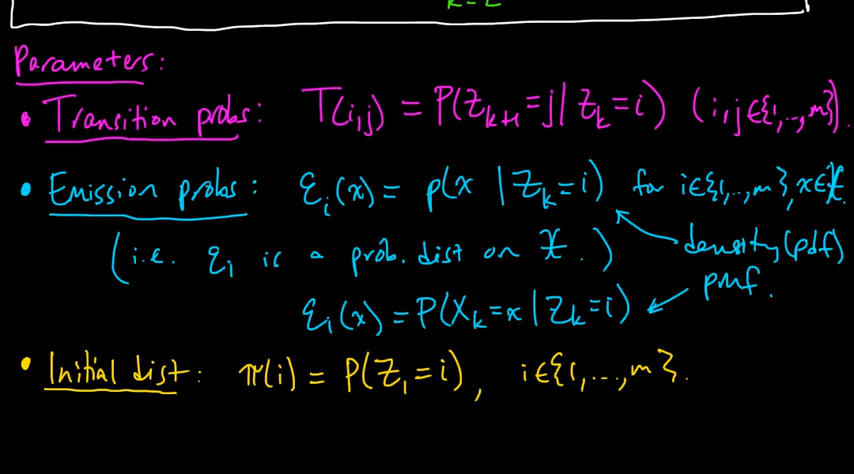 k=2
Parameters:
• Transition probs: T(i,j) = P(Z_{k+1}=j | Z_k=i) (i,j∈{1,..,m}).
• Emission probs: ε_i(x) = p(x | Z_k=i) for i∈{1,..,m}, x∈𝒳.
(i.e. ε_i is a prob. dist on 𝒳.) density (pdf)
ε_i(x) = P(X_k=x | Z_k=i) pmf.
• Initial dist: π(i) = P(Z_1=i), i∈{1,...,m}.